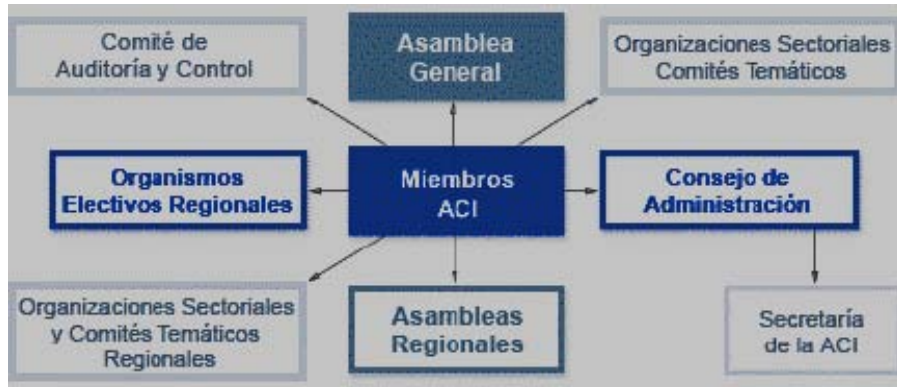 Comité de
Auditoría y Control
Asamblea
General
Organizaciones Sectoriales
Comités Temáticos
Organismos
Electivos Regionales
Miembros
ACI
Consejo de
Administración
Organizaciones Sectoriales
y Comités Temáticos
Regionales
Asambleas
Regionales
Secretaría
de la ACI